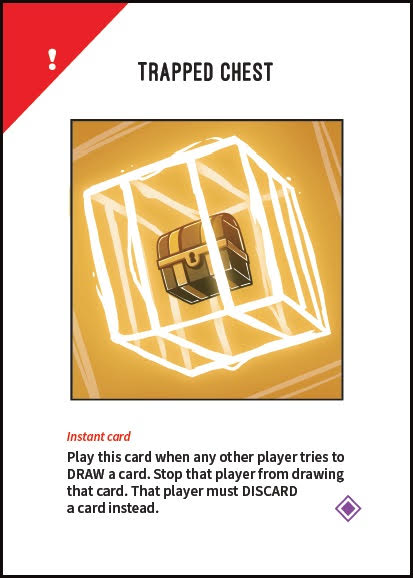 !
TRAPPED CHEST
Instant card
Play this card when any other player tries to
DRAW a card. Stop that player from drawing
that card. That player must DISCARD
a card instead.